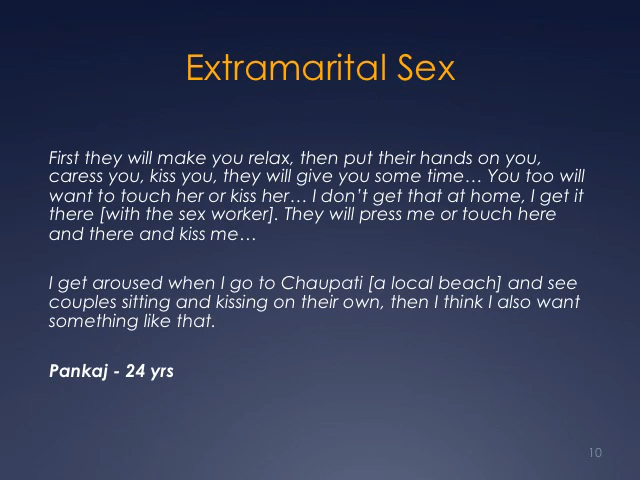 Extramarital Sex
First they will make you relax, then put their hands on you,
caress you, kiss you, they will give you some time… You too will
want to touch her or kiss her… I don’t get that at home, I get it
there [with the sex worker]. They will press me or touch here
and there and kiss me…
I get aroused when I go to Chaupati [a local beach] and see
couples sitting and kissing on their own, then I think I also want
something like that.
Pankaj - 24 yrs
10